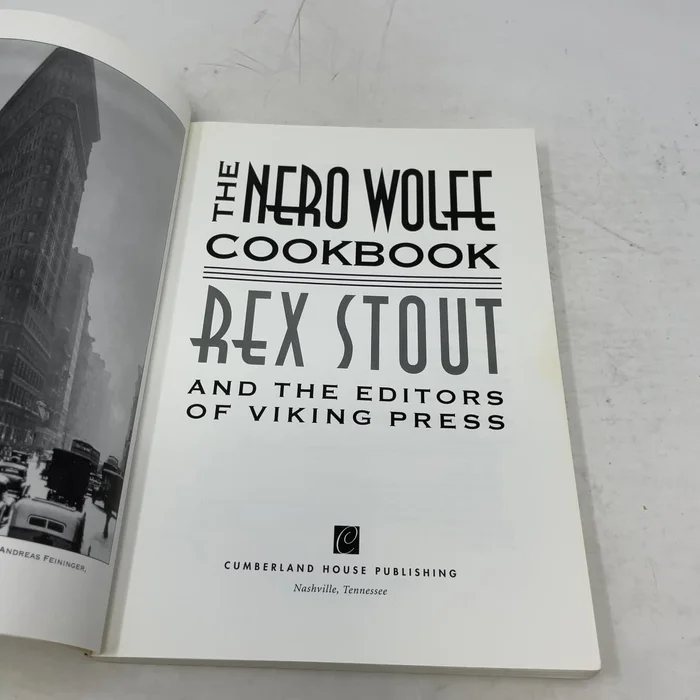 THE NERO WOLFE
COOKBOOK
REX STOUT
AND THE EDITORS
OF VIKING PRESS
C
CUMBERLAND HOUSE PUBLISHING
Nashville, Tennessee
ANDREAS FEININGER,